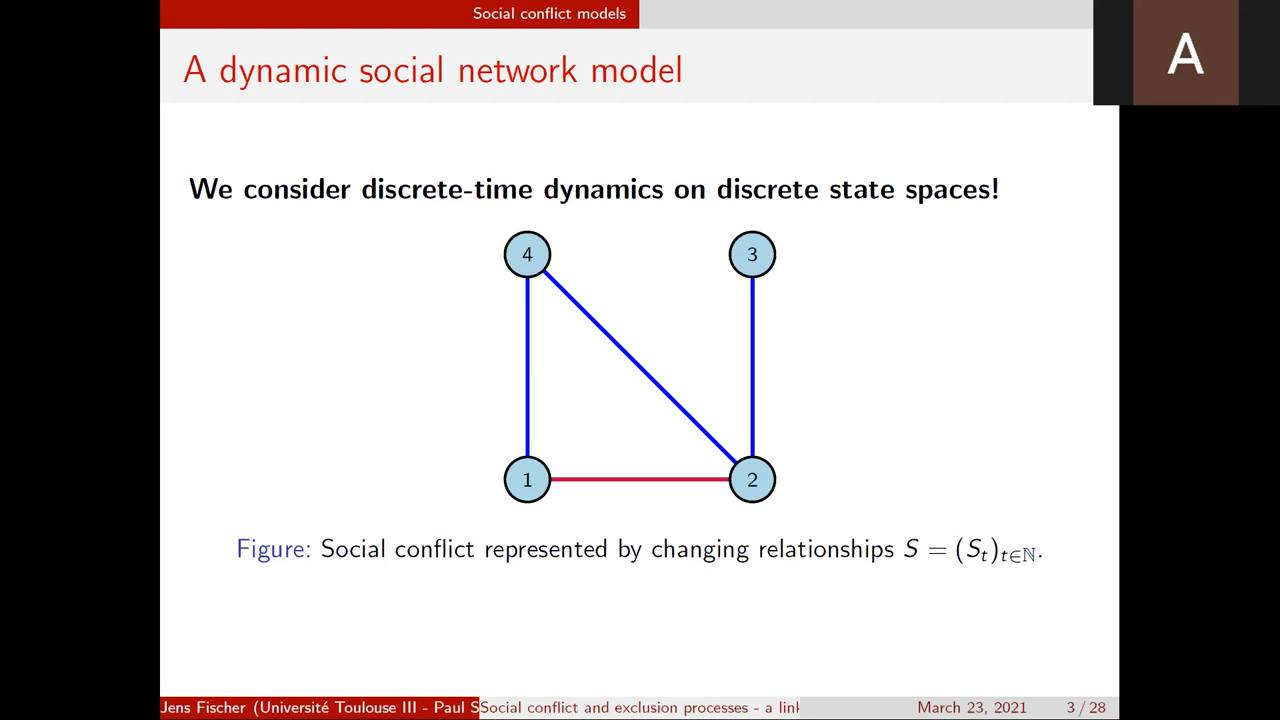 Social conflict models
A
A dynamic social network model
We consider discrete-time dynamics on discrete state spaces!
4
3
1
2
Figure: Social conflict represented by changing relationships S = (Sₜ)ₜ∈ℕ.
Jens Fischer (Université Toulouse III - Paul S
Social conflict and exclusion processes - a link
March 23, 2021
3 / 28